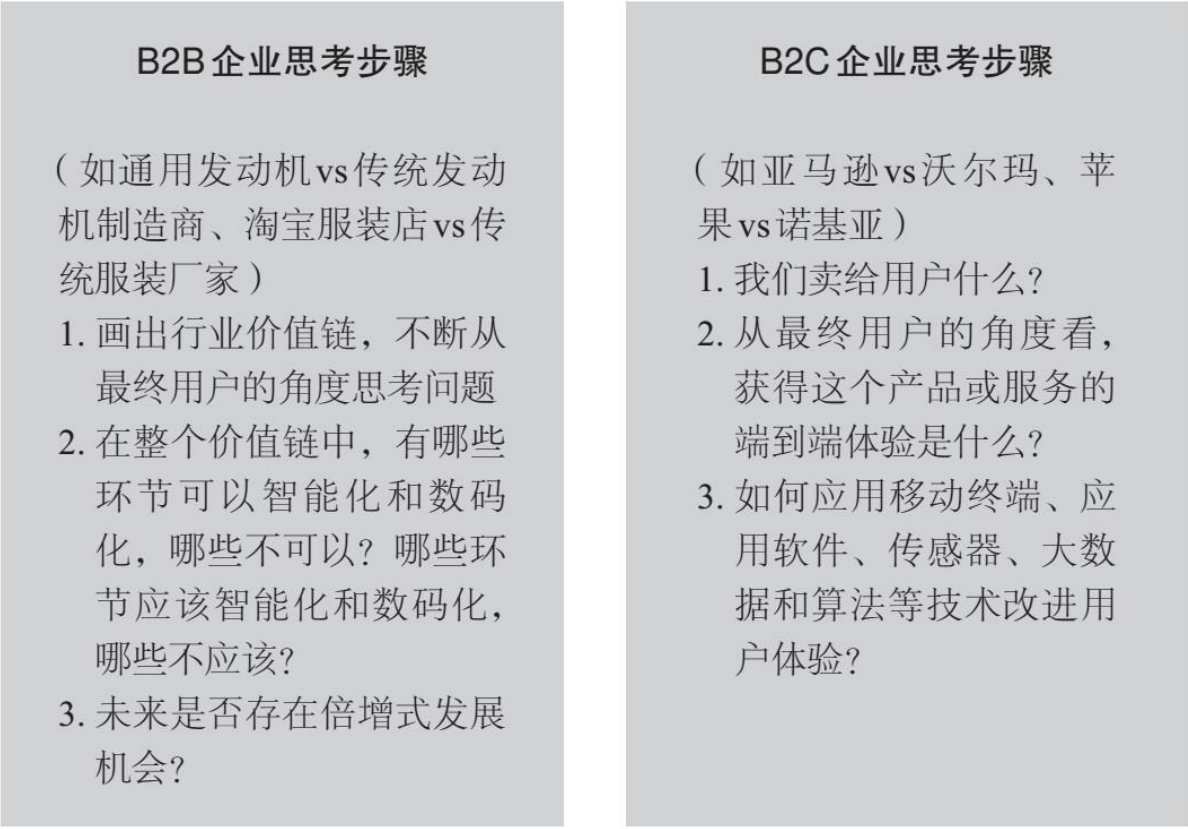 B2B企业思考步骤
（如通用发动机vs传统发动
机制造商、淘宝服装店vs传
统服装厂家）
1. 画出行业价值链，不断从
最终用户的角度思考问题
2. 在整个价值链中，有哪些
环节可以智能化和数码
化，哪些不可以？哪些环
节应该智能化和数码化，
哪些不应该？
3. 未来是否存在倍增式发展
机会？
B2C企业思考步骤
（如亚马逊vs沃尔玛、苹
果vs诺基亚）
1. 我们卖给用户什么？
2. 从最终用户的角度看，
获得这个产品或服务的
端到端体验是什么？
3. 如何应用移动终端、应
用软件、传感器、大数
据和算法等技术改进用
户体验？